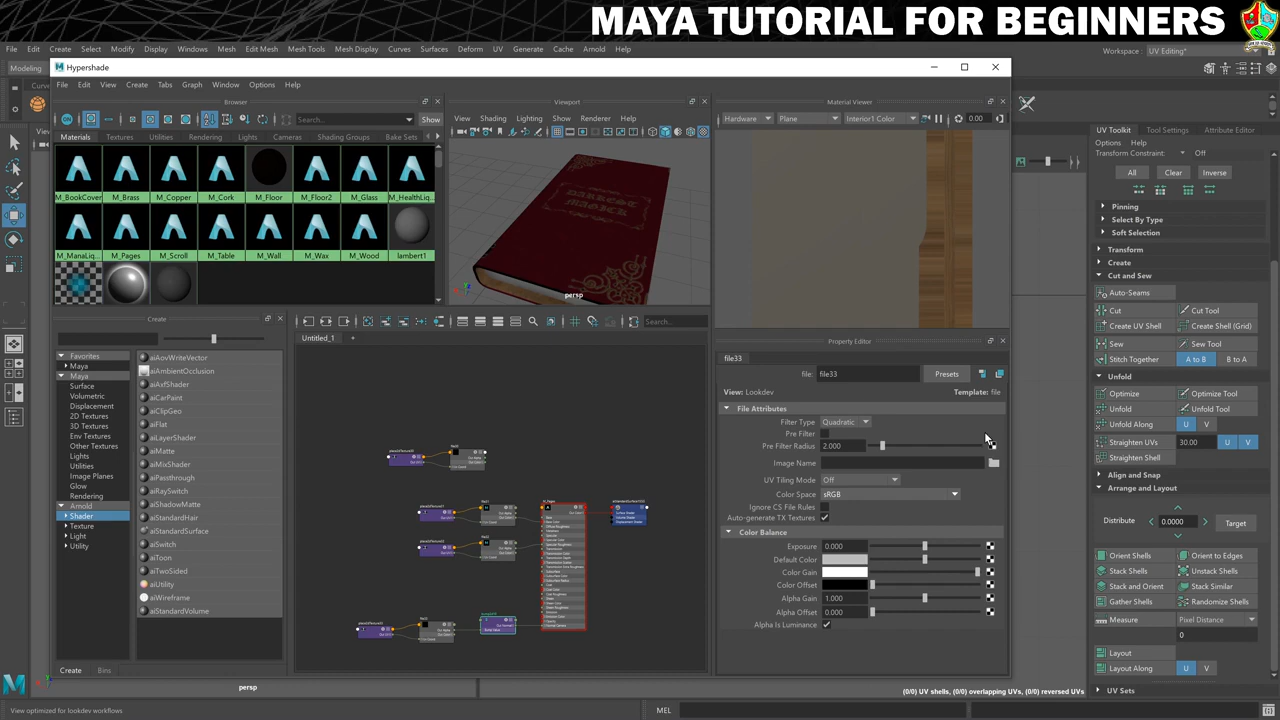 MAYA TUTORIAL FOR BEGINNERS
File Edit Create Select Modify Display Windows Mesh Edit Mesh Mesh Tools Mesh Display Curves Surfaces Deform UV Generate Cache Arnold Help
Workspace : UV Editing*
Modeling
Hypershade
File Edit View Create Tabs Graph Window Options Help
Browser
Show
Materials Textures Utilities Rendering Lights Cameras Shading Groups Bake Sets
M_BookCover M_Brass M_Copper M_Cork M_Floor M_Floor2 M_Glass M_HealthLiq...
M_ManaLiq... M_Pages M_Scroll M_Table M_Wall M_Wax M_Wood lambert1
Viewport
View Shading Lighting Show Renderer Help
DARKEST
MAGICK
persp
Material Viewer
Hardware Plane Interior1 Color 0.00
Create
Favorites
Maya
Maya
Surface
Volumetric
Displacement
2D Textures
3D Textures
Env Textures
Other Textures
Lights
Utilities
Image Planes
Glow
Rendering
Arnold
Shader
Texture
Light
Utility
aiAovWriteVector
aiAmbientOcclusion
aiAxfShader
aiCarPaint
aiClipGeo
aiFlat
aiLayerShader
aiMatte
aiMixShader
aiPassthrough
aiRaySwitch
aiShadowMatte
aiStandardHair
aiStandardSurface
aiSwitch
aiToon
aiTwoSided
aiUtility
aiWireframe
aiStandardVolume
Create Bins
Search...
Untitled_1 +
M_Pages
Property Editor
file33
file: file33 Presets
View: Lookdev Template: file
File Attributes
Filter Type Quadratic
Pre Filter
Pre Filter Radius 2.000
Image Name
UV Tiling Mode Off
Color Space sRGB
Ignore CS File Rules
Auto-generate TX Textures
Color Balance
Exposure 0.000
Default Color
Color Gain
Color Offset
Alpha Gain 1.000
Alpha Offset 0.000
Alpha Is Luminance
UV Toolkit Tool Settings Attribute Editor
Options Help
Transform Constraint: Off
All Clear Inverse
Pinning
Select By Type
Soft Selection
Transform
Create
Cut and Sew
Auto-Seams
Cut Cut Tool
Create UV Shell Create Shell (Grid)
Sew Sew Tool
Stitch Together A to B B to A
Unfold
Optimize Optimize Tool
Unfold Unfold Tool
Unfold Along U V
Straighten UVs 30.00 U V
Straighten Shell
Align and Snap
Arrange and Layout
Distribute 0.0000 Target
Orient Shells Orient to Edges
Stack Shells Unstack Shells
Stack and Orient Stack Similar
Gather Shells Randomize Shells
Measure Pixel Distance
0
Layout
Layout Along U V
UV Sets
persp
(0/0) UV shells, (0/0) overlapping UVs, (0/0) reversed UVs
View optimized for lookdev workflows.
MEL